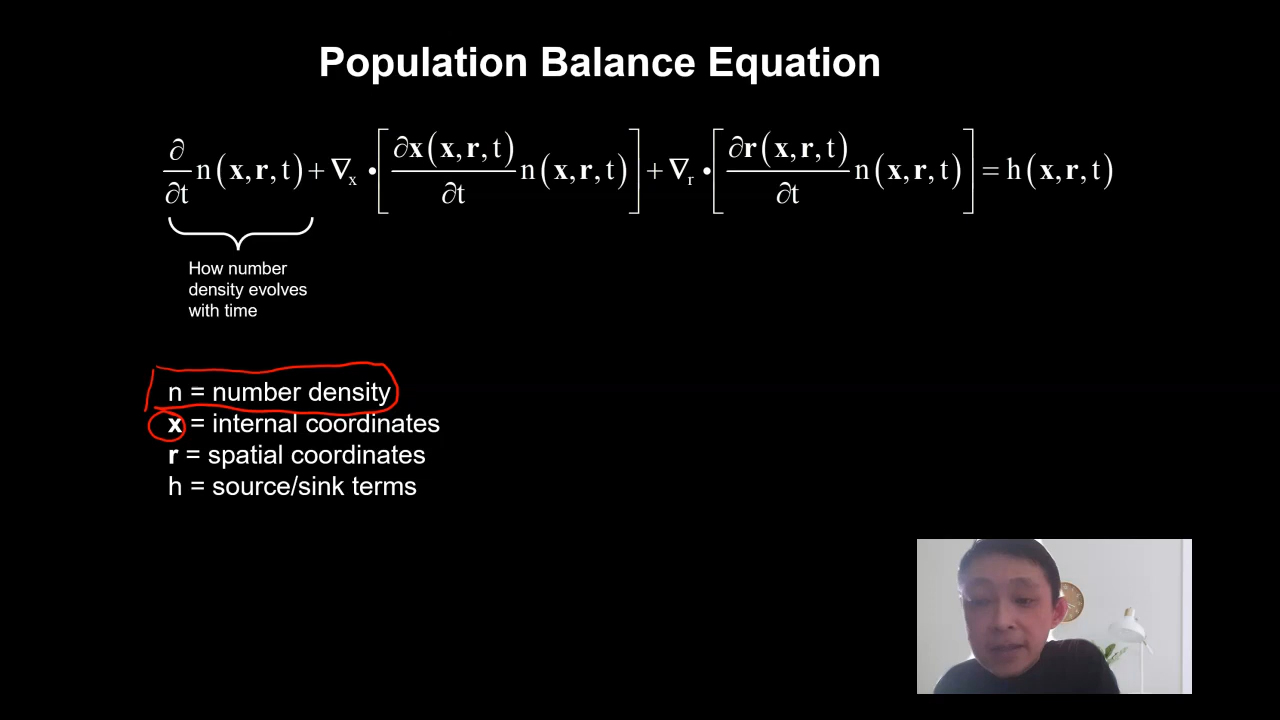 Population Balance Equation
∂/∂t n(x,r,t) + ∇x • [∂x(x,r,t)/∂t n(x,r,t)] + ∇r • [∂r(x,r,t)/∂t n(x,r,t)] = h(x,r,t)
How number
density evolves
with time
n = number density
x = internal coordinates
r = spatial coordinates
h = source/sink terms